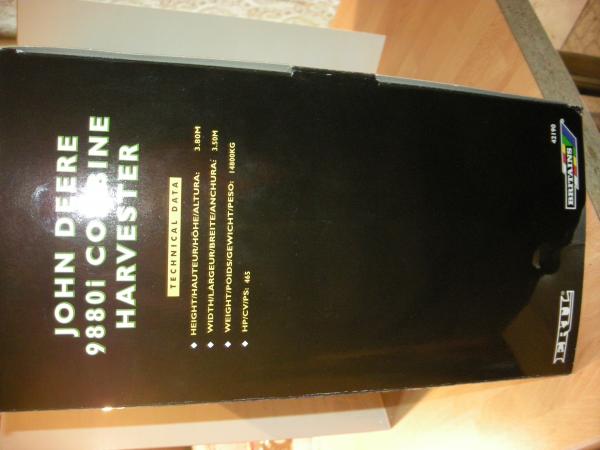 JOHN DEERE
9880i COMBINE
HARVESTER
TECHNICAL DATA
◆ HEIGHT/HAUTEUR/HÖHE/ALTURA: 3.80M
◆ WIDTH/LARGEUR/BREITE/ANCHURA: 3.50M
◆ WEIGHT/POIDS/GEWICHT/PESO: 14800KG
◆ HP/CV/PS: 465
ERTL
BRITAINS
42190